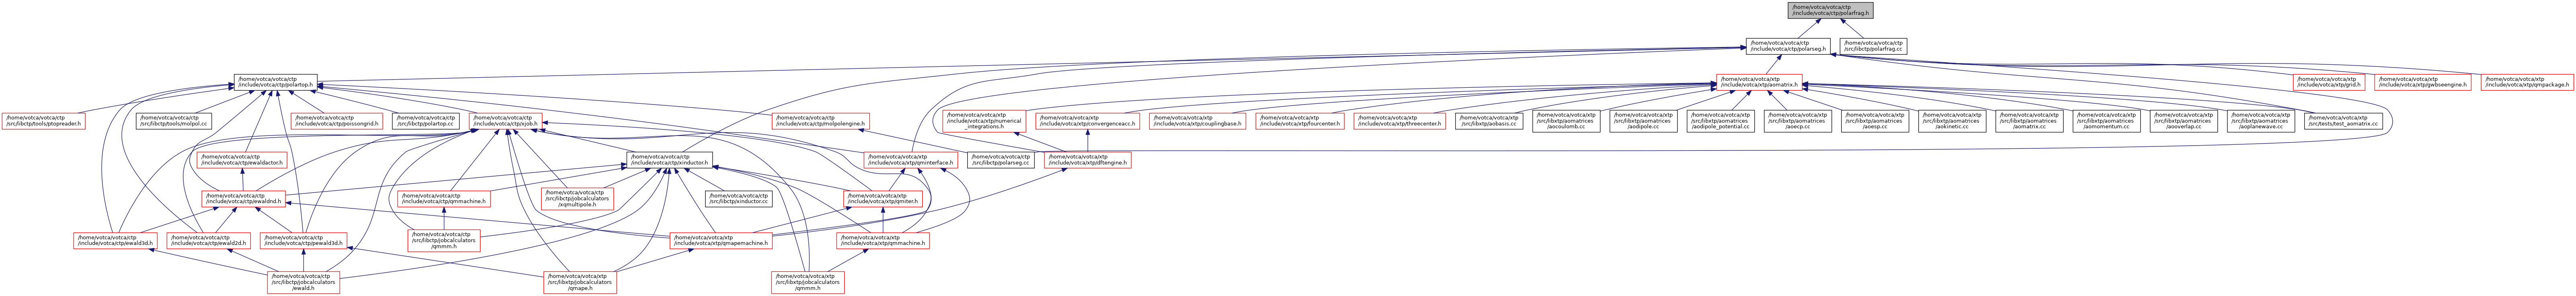 /home/votca/votca/ctp
/include/votca/ctp/polarfrag.h
/home/votca/votca/ctp
/include/votca/ctp/polarseg.h
/home/votca/votca/ctp
/src/libctp/polarfrag.cc
/home/votca/votca/ctp
/include/votca/ctp/polartop.h
/home/votca/votca/xtp
/include/votca/xtp/aomatrix.h
/home/votca/votca/xtp
/include/votca/xtp/grid.h
/home/votca/votca/xtp
/include/votca/xtp/gwbseengine.h
/home/votca/votca/xtp
/include/votca/xtp/qmpackage.h
/home/votca/votca/ctp
/src/libctp/tools/ptopreader.h
/home/votca/votca/ctp
/src/libctp/tools/molpol.cc
/home/votca/votca/ctp
/include/votca/ctp/poissongrid.h
/home/votca/votca/ctp
/src/libctp/polartop.cc
/home/votca/votca/ctp
/include/votca/ctp/xjob.h
/home/votca/votca/ctp
/include/votca/ctp/molpolengine.h
/home/votca/votca/xtp
/include/votca/xtp/numerical
_integrations.h
/home/votca/votca/xtp
/include/votca/xtp/convergenceacc.h
/home/votca/votca/xtp
/include/votca/xtp/couplingbase.h
/home/votca/votca/xtp
/include/votca/xtp/fourcenter.h
/home/votca/votca/xtp
/include/votca/xtp/threecenter.h
/home/votca/votca/xtp
/src/libxtp/aobasis.cc
/home/votca/votca/xtp
/src/libxtp/aomatrices
/aocoulomb.cc
/home/votca/votca/xtp
/src/libxtp/aomatrices
/aodipole.cc
/home/votca/votca/xtp
/src/libxtp/aomatrices
/aodipole_potential.cc
/home/votca/votca/xtp
/src/libxtp/aomatrices
/aoecp.cc
/home/votca/votca/xtp
/src/libxtp/aomatrices
/aoesp.cc
/home/votca/votca/xtp
/src/libxtp/aomatrices
/aokinetic.cc
/home/votca/votca/xtp
/src/libxtp/aomatrices
/aomatrix.cc
/home/votca/votca/xtp
/src/libxtp/aomatrices
/aomomentum.cc
/home/votca/votca/xtp
/src/libxtp/aomatrices
/aooverlap.cc
/home/votca/votca/xtp
/src/libxtp/aomatrices
/aoplanewave.cc
/home/votca/votca/xtp
/src/tests/test_aomatrix.cc
/home/votca/votca/ctp
/include/votca/ctp/ewaldactor.h
/home/votca/votca/ctp
/include/votca/ctp/xinductor.h
/home/votca/votca/xtp
/include/votca/xtp/qminterface.h
/home/votca/votca/ctp
/src/libctp/polarseg.cc
/home/votca/votca/xtp
/include/votca/xtp/dftengine.h
/home/votca/votca/ctp
/include/votca/ctp/ewaldnd.h
/home/votca/votca/ctp
/include/votca/ctp/qmmachine.h
/home/votca/votca/ctp
/src/libctp/jobcalculators
/xqmultipole.h
/home/votca/votca/ctp
/src/libctp/xinductor.cc
/home/votca/votca/xtp
/include/votca/xtp/qmiter.h
/home/votca/votca/ctp
/include/votca/ctp/ewald3d.h
/home/votca/votca/ctp
/include/votca/ctp/ewald2d.h
/home/votca/votca/ctp
/include/votca/ctp/pewald3d.h
/home/votca/votca/ctp
/src/libctp/jobcalculators
/qmmm.h
/home/votca/votca/xtp
/include/votca/xtp/qmapemachine.h
/home/votca/votca/xtp
/include/votca/xtp/qmmachine.h
/home/votca/votca/ctp
/src/libctp/jobcalculators
/ewald.h
/home/votca/votca/xtp
/src/libxtp/jobcalculators
/qmape.h
/home/votca/votca/xtp
/src/libxtp/jobcalculators
/qmmm.h